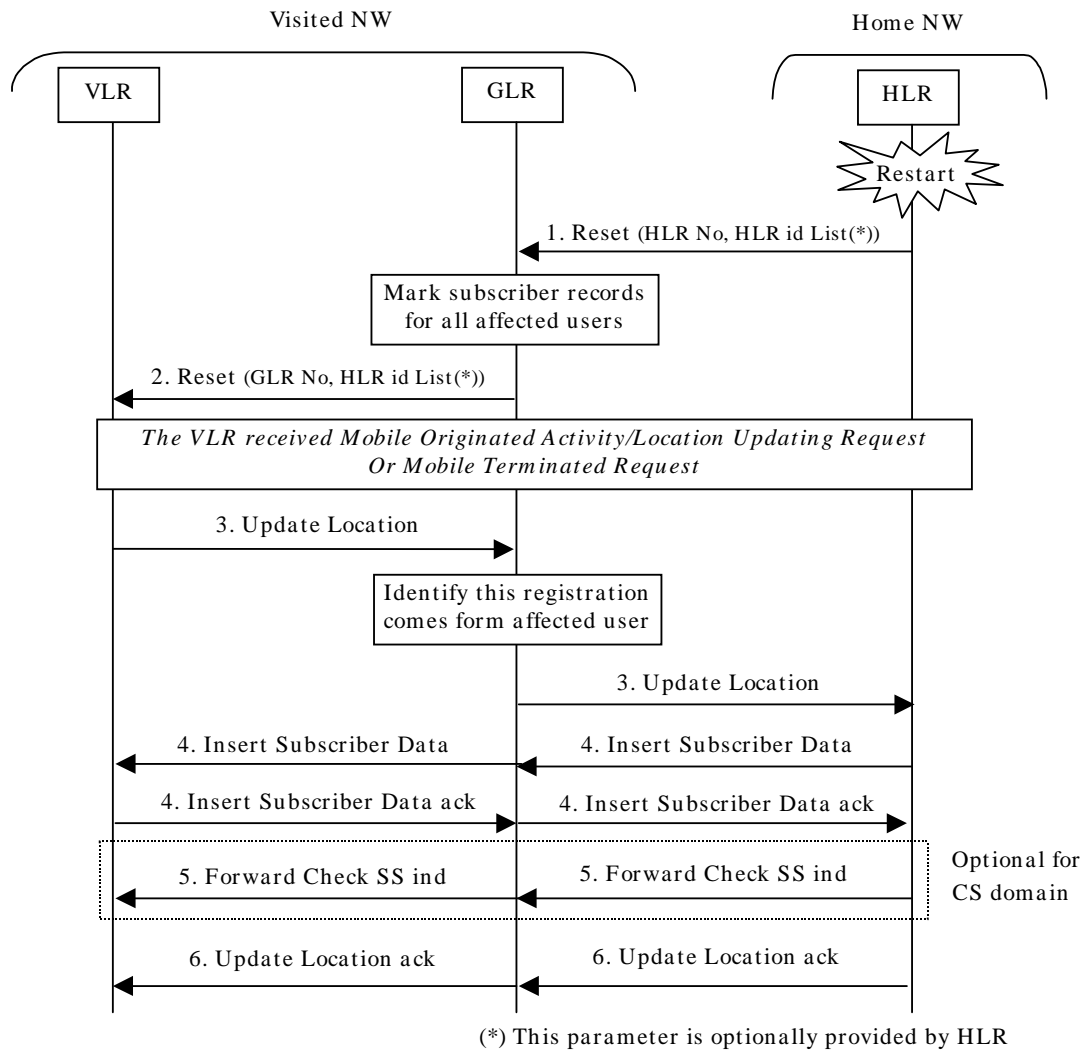 Visited NW
Home NW
VLR
GLR
HLR
Restart
1. Reset (HLR No, HLR id List(*))
Mark subscriber records
for all affected users
2. Reset (GLR No, HLR id List(*))
The VLR received Mobile Originated Activity/Location Updating Request
Or Mobile Terminated Request
3. Update Location
Identify this registration
comes form affected user
3. Update Location
4. Insert Subscriber Data
4. Insert Subscriber Data
4. Insert Subscriber Data ack
4. Insert Subscriber Data ack
5. Forward Check SS ind
5. Forward Check SS ind
Optional for
CS domain
6. Update Location ack
6. Update Location ack
(*) This parameter is optionally provided by HLR